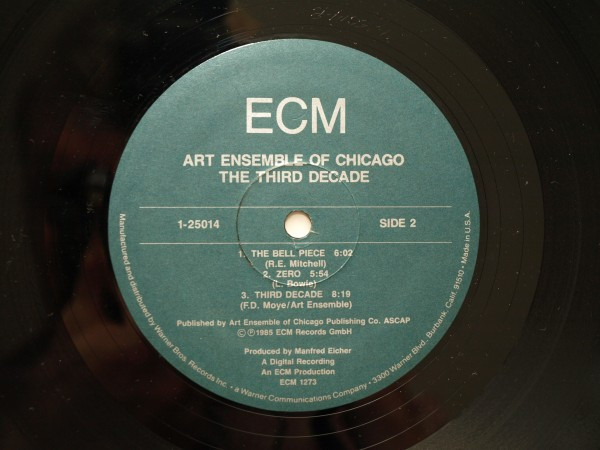 ECM
ART ENSEMBLE OF CHICAGO
THE THIRD DECADE
1-25014
SIDE 2
1. THE BELL PIECE 6:02
(R.E. Mitchell)
2. ZERO 5:54
(L. Bowie)
3. THIRD DECADE 8:19
(F.D. Moye/Art Ensemble)
Published by Art Ensemble of Chicago Publishing Co. ASCAP
© ℗ 1985 ECM Records GmbH
Produced by Manfred Eicher
A Digital Recording
An ECM Production
ECM 1273
Manufactured and distributed by Warner Bros. Records Inc. • a Warner Communications Company • 3300 Warner Blvd., Burbank, Calif. 91510 • Made in U.S.A.